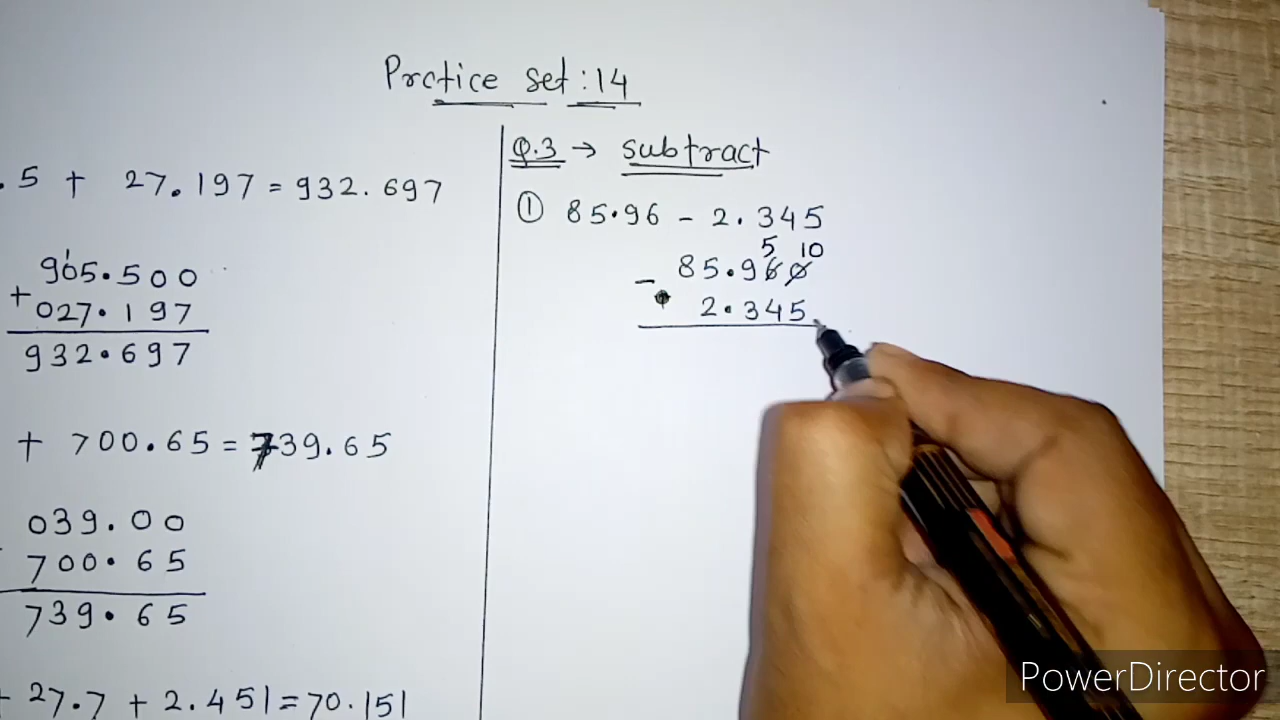 Prctice set : 14
.5 + 27.197 = 932.697
1
905.500
+ 027.197
932.697
+ 700.65 = 739.65
039.00
700.65
739.65
+ 27.7 + 2.451 = 70.151
Q.3 → subtract
① 85.96 - 2.345
5 10
- 85.960
2.345
PowerDirector